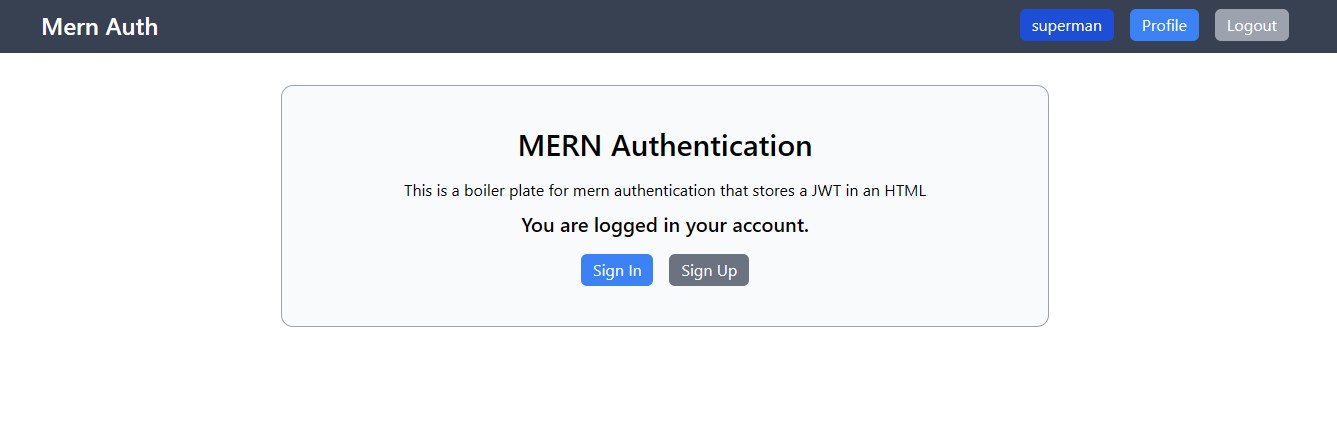 Mern Auth superman Profile Logout
MERN Authentication
This is a boiler plate for mern authentication that stores a JWT in an HTML
You are logged in your account.
Sign In Sign Up